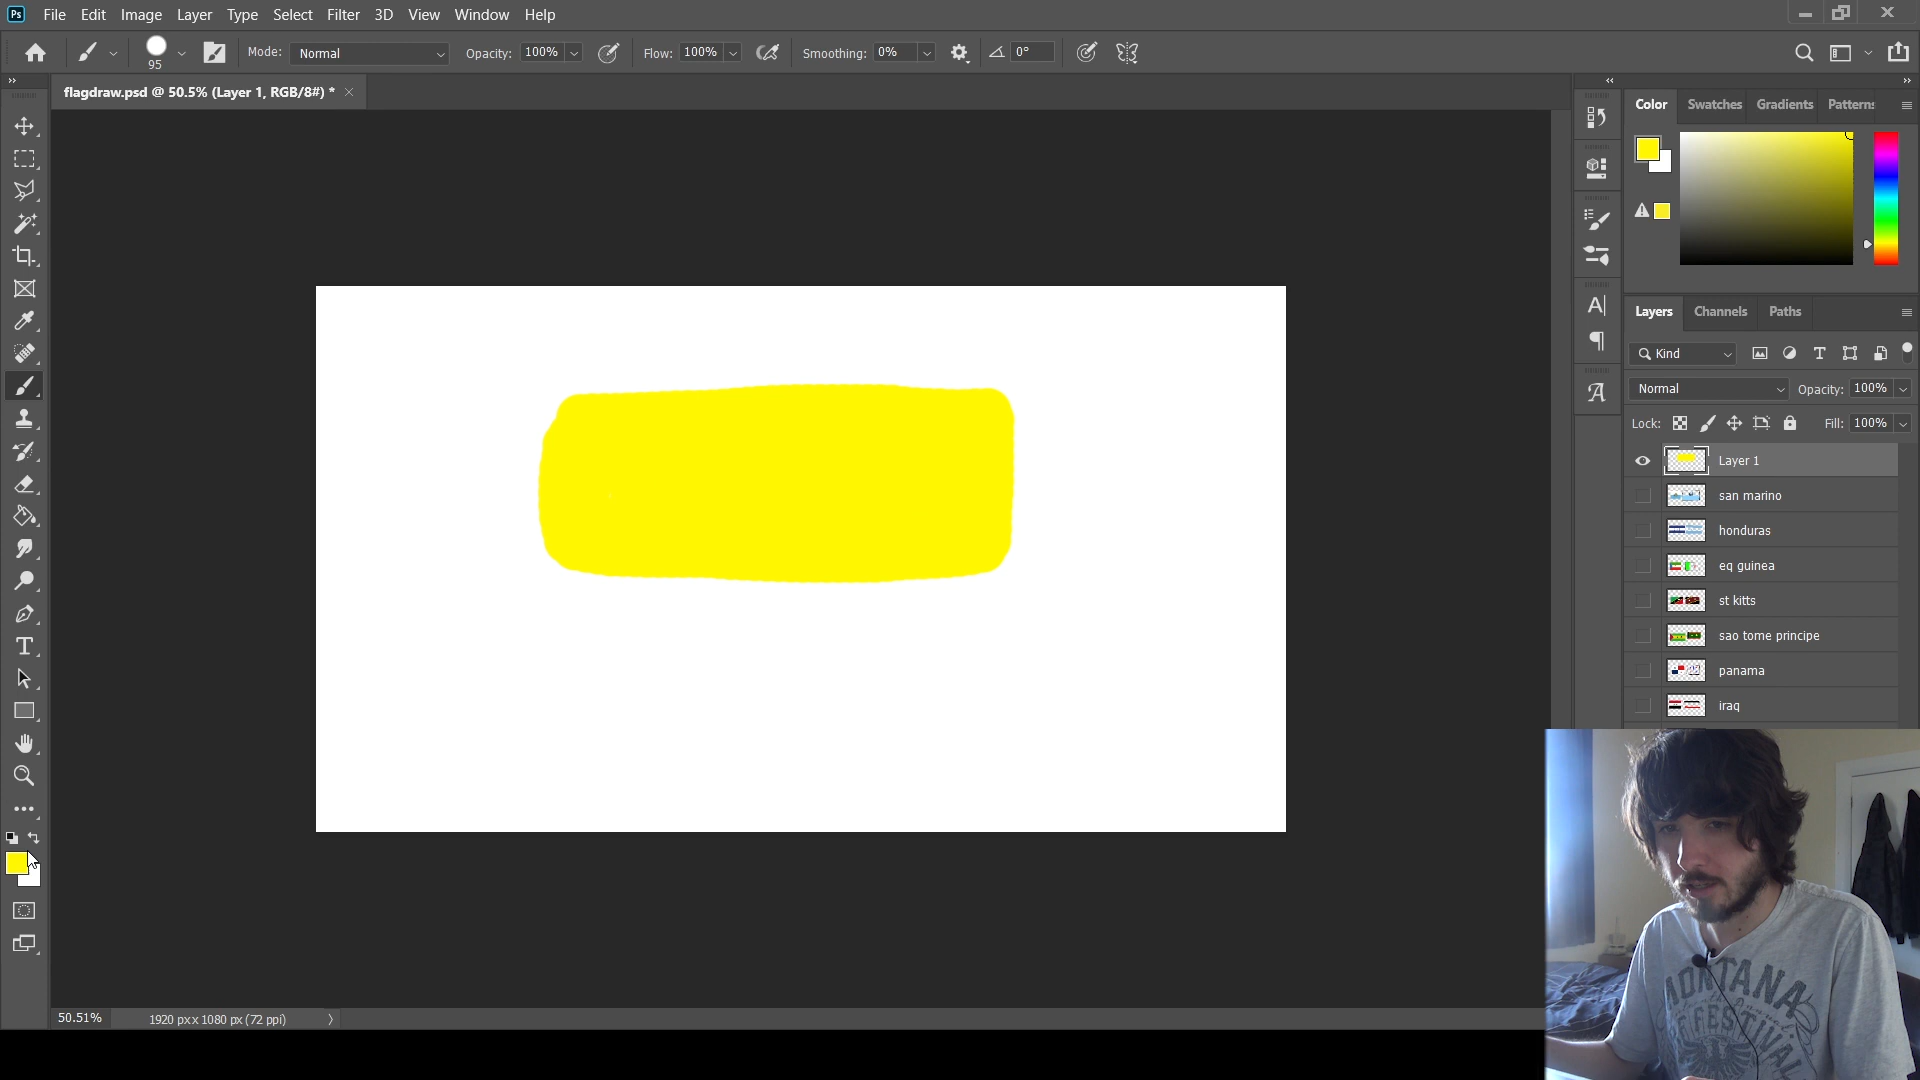 Ps File Edit Image Layer Type Select Filter 3D View Window Help
95 Mode: Normal Opacity: 100% Flow: 100% Smoothing: 0% 0°
flagdraw.psd @ 50.5% (Layer 1, RGB/8#) *
Color Swatches Gradients Patterns
Layers Channels Paths
Kind
Normal Opacity: 100%
Lock: Fill: 100%
Layer 1
san marino
honduras
eq guinea
st kitts
sao tome principe
panama
iraq
50.51% 1920 px x 1080 px (72 ppi)
MONTANA
FESTIVAL